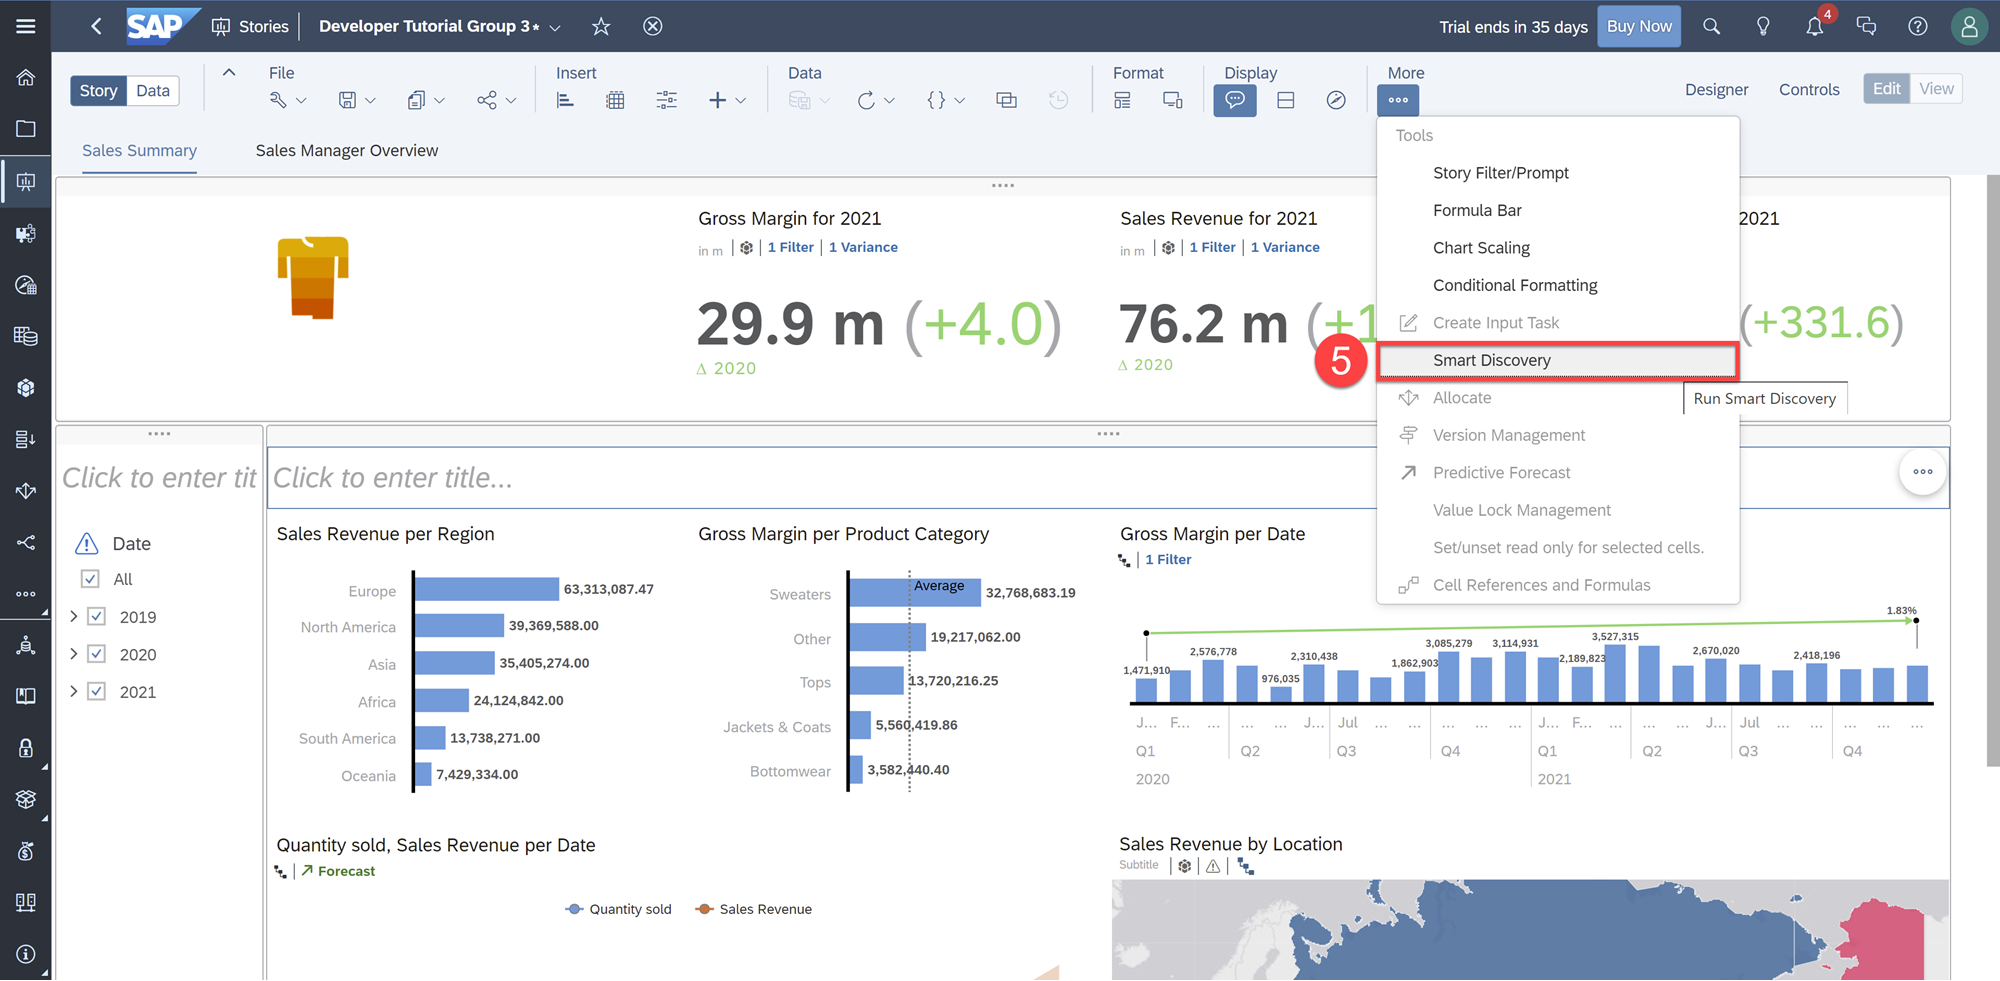 SAP Stories Developer Tutorial Group 3* Trial ends in 35 days Buy Now 4
Story Data File Insert Data Format Display More Designer Controls Edit View
Sales Summary Sales Manager Overview
Tools
Story Filter/Prompt
Formula Bar
Chart Scaling
Conditional Formatting
Create Input Task
Smart Discovery
5
Run Smart Discovery
Allocate
Version Management
Predictive Forecast
Value Lock Management
Set/unset read only for selected cells.
Cell References and Formulas
Gross Margin for 2021
in m 1 Filter 1 Variance
29.9 m (+4.0)
Δ 2020
Sales Revenue for 2021
in m 1 Filter 1 Variance
76.2 m (+1
Δ 2020
2021
(+331.6)
Click to enter tit
Click to enter title...
Date
All
2019
2020
2021
Sales Revenue per Region
Europe 63,313,087.47
North America 39,369,588.00
Asia 35,405,274.00
Africa 24,124,842.00
South America 13,738,271.00
Oceania 7,429,334.00
Gross Margin per Product Category
Average
Sweaters 32,768,683.19
Other 19,217,062.00
Tops 13,720,216.25
Jackets & Coats 5,560,419.86
Bottomwear 3,582,440.40
Gross Margin per Date
1 Filter
1.83%
1,471,910 2,576,778 976,035 2,310,438 1,862,903 3,085,279 3,114,931 2,189,823 3,527,315 2,670,020 2,418,196
J... F... ... ... ... J... Jul ... ... ... ... ... J... F... ... ... ... J... Jul ... ... ... ... ...
Q1 Q2 Q3 Q4 Q1 Q2 Q3 Q4
2020 2021
Quantity sold, Sales Revenue per Date
Forecast
Quantity sold Sales Revenue
Sales Revenue by Location
Subtitle